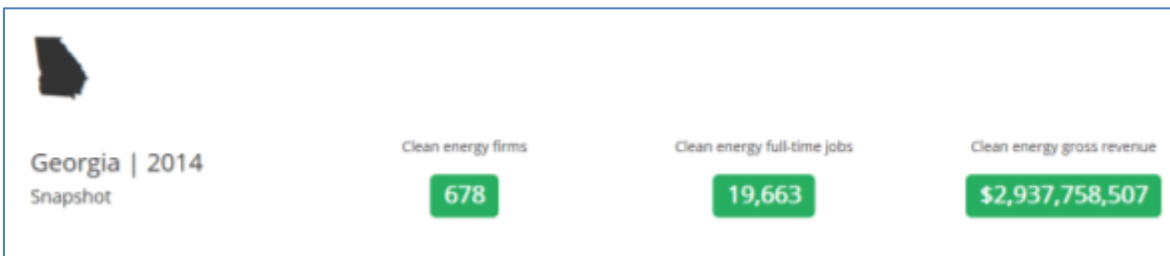 Georgia | 2014
Snapshot
Clean energy firms
678
Clean energy full-time jobs
19,663
Clean energy gross revenue
$2,937,758,507